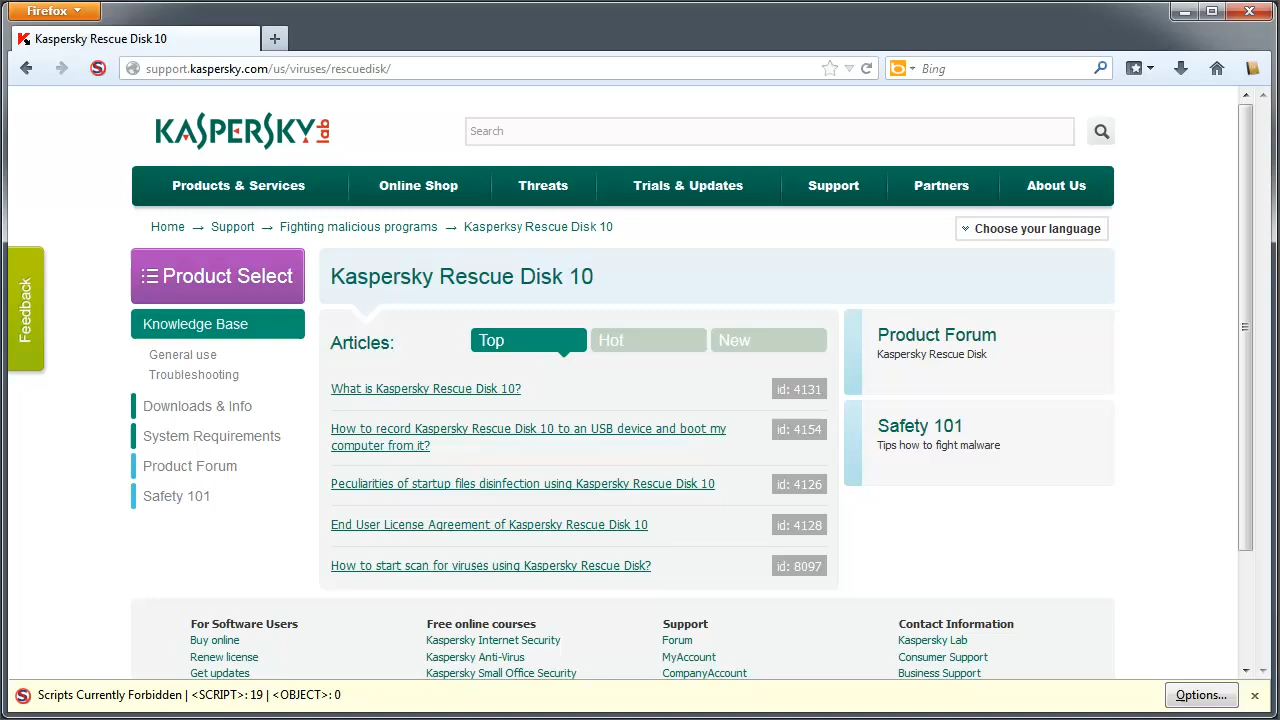 Firefox
Kaspersky Rescue Disk 10
support.kaspersky.com/us/viruses/rescuedisk/
Bing
KASPERSKY lab
Search
Products & Services
Online Shop
Threats
Trials & Updates
Support
Partners
About Us
Home → Support → Fighting malicious programs → Kasperksy Rescue Disk 10
Choose your language
Feedback
Product Select
Kaspersky Rescue Disk 10
Knowledge Base
General use
Troubleshooting
Downloads & Info
System Requirements
Product Forum
Safety 101
Articles:
Top
Hot
New
What is Kaspersky Rescue Disk 10?
id: 4131
How to record Kaspersky Rescue Disk 10 to an USB device and boot my
computer from it?
id: 4154
Peculiarities of startup files disinfection using Kaspersky Rescue Disk 10
id: 4126
End User License Agreement of Kaspersky Rescue Disk 10
id: 4128
How to start scan for viruses using Kaspersky Rescue Disk?
id: 8097
Product Forum
Kaspersky Rescue Disk
Safety 101
Tips how to fight malware
For Software Users
Buy online
Renew license
Get updates
Free online courses
Kaspersky Internet Security
Kaspersky Anti-Virus
Kaspersky Small Office Security
Support
Forum
MyAccount
CompanyAccount
Contact Information
Kaspersky Lab
Consumer Support
Business Support
Scripts Currently Forbidden | <SCRIPT>: 19 | <OBJECT>: 0
Options...